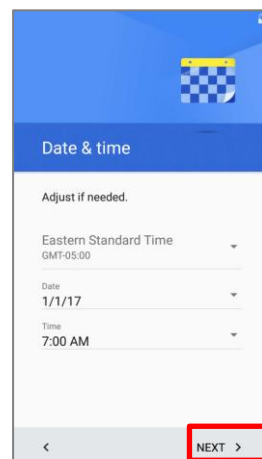 Date & time
Adjust if needed.
Eastern Standard Time
GMT-05:00
Date
1/1/17
Time
7:00 AM
NEXT